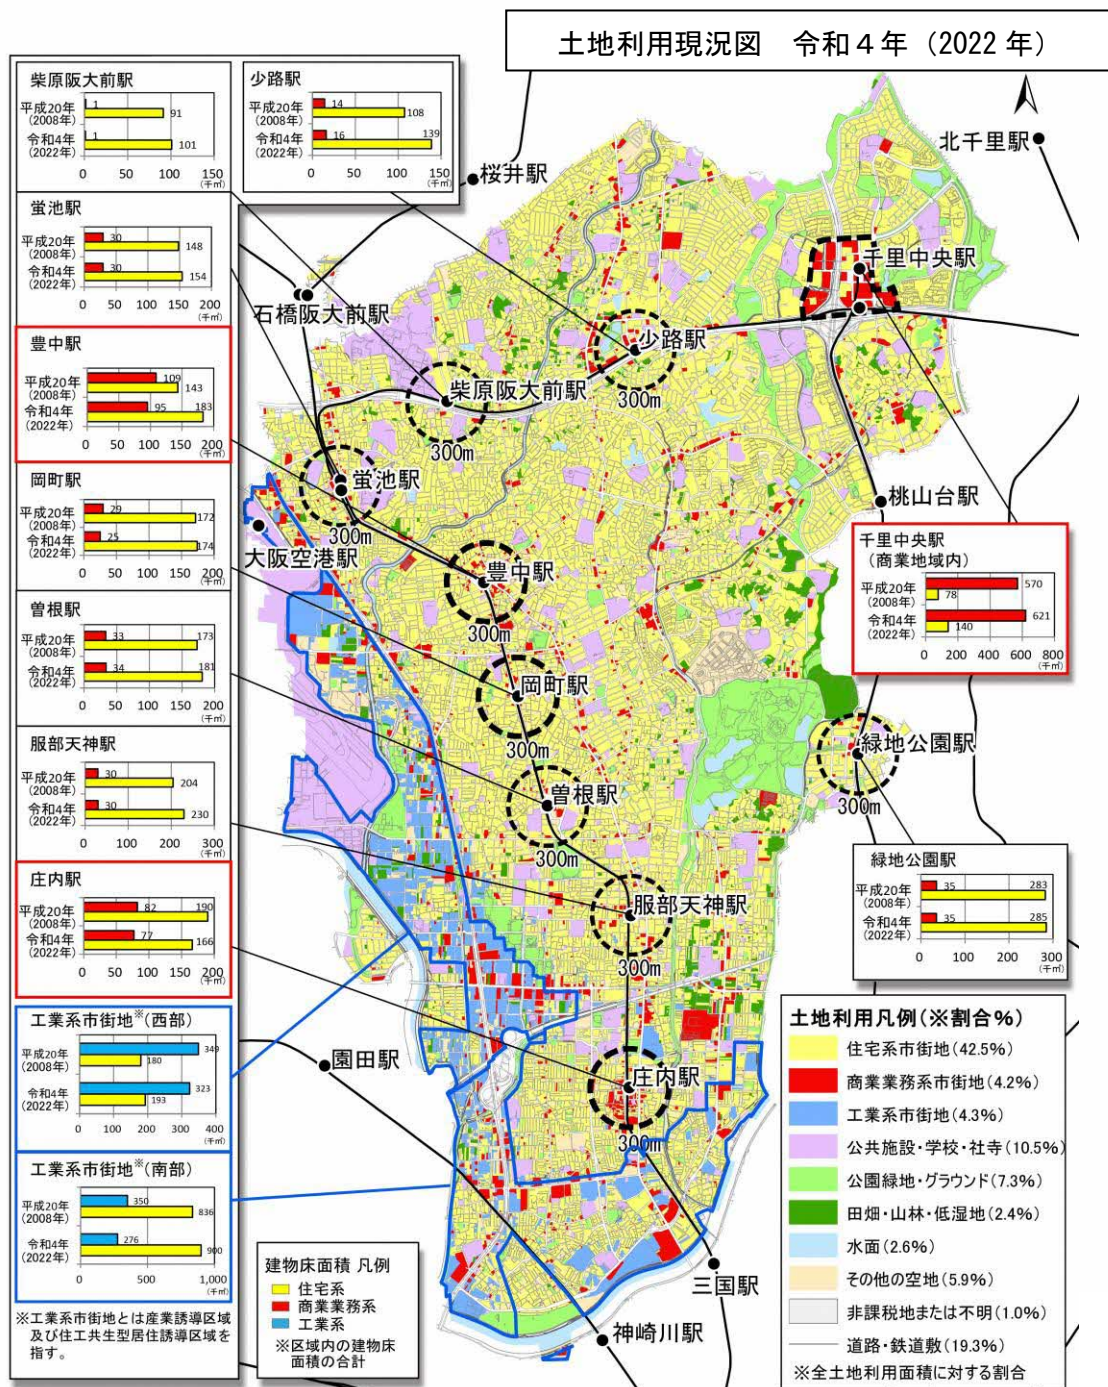 土地利用現況図　令和４年（2022 年）
柴原阪大前駅
平成20年
(2008年)
1
91
令和4年
(2022年)
1
101
0 50 100 150
(千㎡)
少路駅
平成20年
(2008年)
14
108
令和4年
(2022年)
16
139
0 50 100 150
(千㎡)
蛍池駅
平成20年
(2008年)
30
148
令和4年
(2022年)
30
154
0 50 100 150 200
(千㎡)
豊中駅
平成20年
(2008年)
109
143
令和4年
(2022年)
95
183
0 50 100 150 200
(千㎡)
岡町駅
平成20年
(2008年)
29
172
令和4年
(2022年)
25
174
0 50 100 150 200
(千㎡)
曽根駅
平成20年
(2008年)
33
173
令和4年
(2022年)
34
181
0 50 100 150 200
(千㎡)
服部天神駅
平成20年
(2008年)
30
204
令和4年
(2022年)
30
230
0 100 200 300
(千㎡)
庄内駅
平成20年
(2008年)
82
190
令和4年
(2022年)
77
166
0 50 100 150 200
(千㎡)
工業系市街地※(西部)
平成20年
(2008年)
349
180
令和4年
(2022年)
323
193
0 100 200 300 400
(千㎡)
工業系市街地※(南部)
平成20年
(2008年)
350
836
令和4年
(2022年)
276
900
0 500 1,000
(千㎡)
※工業系市街地とは産業誘導区域
及び住工共生型居住誘導区域を
指す。
北千里駅
桜井駅
千里中央駅
石橋阪大前駅
少路駅
300m
柴原阪大前駅
300m
蛍池駅
300m
大阪空港駅
桃山台駅
豊中駅
300m
岡町駅
300m
緑地公園駅
300m
曽根駅
300m
服部天神駅
300m
園田駅
庄内駅
300m
三国駅
神崎川駅
千里中央駅
(商業地域内)
平成20年
(2008年)
570
78
令和4年
(2022年)
621
140
0 200 400 600 800
(千㎡)
緑地公園駅
平成20年
(2008年)
35
283
令和4年
(2022年)
35
285
0 100 200 300
(千㎡)
建物床面積 凡例
住宅系
商業業務系
工業系
※区域内の建物床
面積の合計
土地利用凡例(※割合%)
住宅系市街地(42.5%)
商業業務系市街地(4.2%)
工業系市街地(4.3%)
公共施設・学校・社寺(10.5%)
公園緑地・グラウンド(7.3%)
田畑・山林・低湿地(2.4%)
水面(2.6%)
その他の空地(5.9%)
非課税地または不明(1.0%)
道路・鉄道敷(19.3%)
※全土地利用面積に対する割合